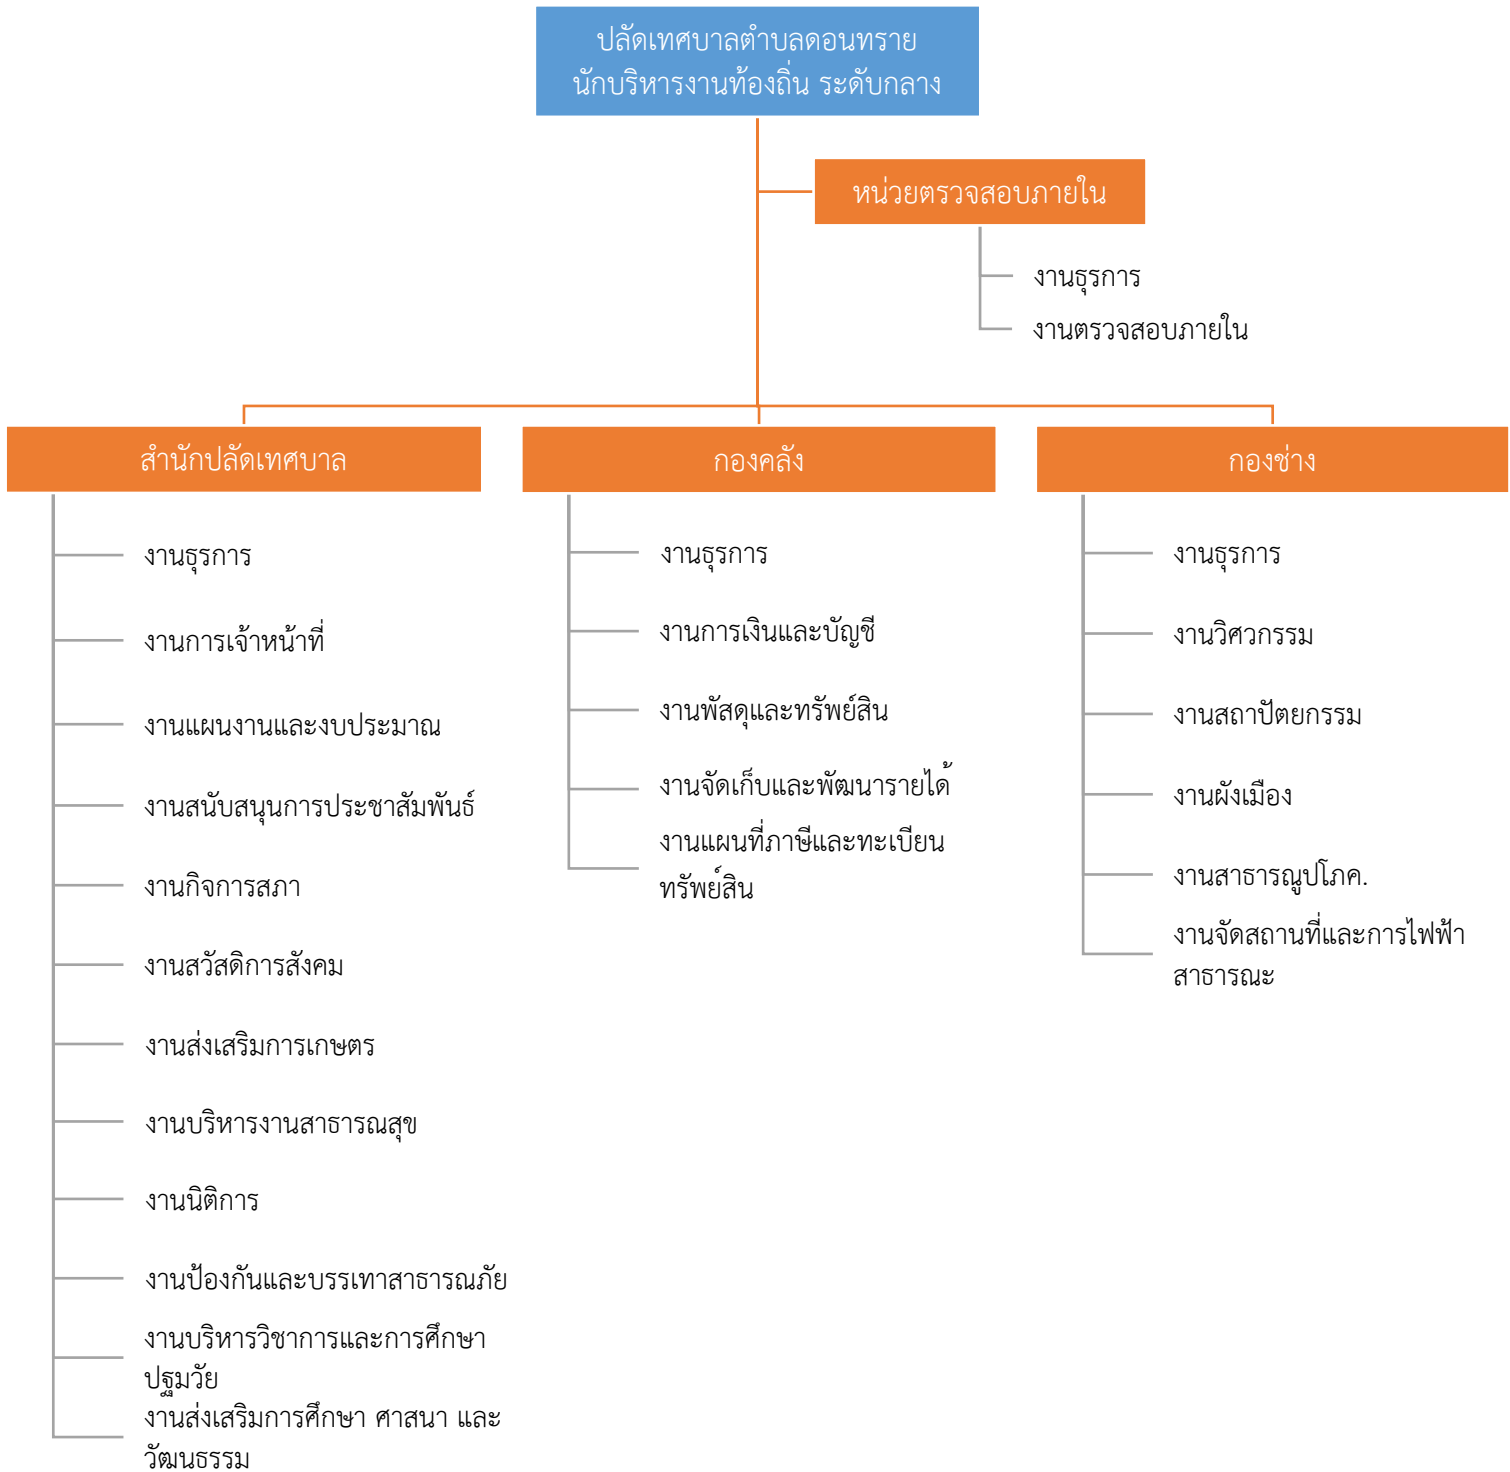 ปลัดเทศบาลตำบลดอนทราย
นักบริหารงานท้องถิ่น ระดับกลาง
หน่วยตรวจสอบภายใน
งานธุรการ
งานตรวจสอบภายใน
สำนักปลัดเทศบาล
งานธุรการ
งานการเจ้าหน้าที่
งานแผนงานและงบประมาณ
งานสนับสนุนการประชาสัมพันธ์
งานกิจการสภา
งานสวัสดิการสังคม
งานส่งเสริมการเกษตร
งานบริหารงานสาธารณสุข
งานนิติการ
งานป้องกันและบรรเทาสาธารณภัย
งานบริหารวิชาการและการศึกษา
ปฐมวัย
งานส่งเสริมการศึกษา ศาสนา และ
วัฒนธรรม
กองคลัง
งานธุรการ
งานการเงินและบัญชี
งานพัสดุและทรัพย์สิน
งานจัดเก็บและพัฒนารายได้
งานแผนที่ภาษีและทะเบียน
ทรัพย์สิน
กองช่าง
งานธุรการ
งานวิศวกรรม
งานสถาปัตยกรรม
งานผังเมือง
งานสาธารณูปโภค.
งานจัดสถานที่และการไฟฟ้า
สาธารณะ